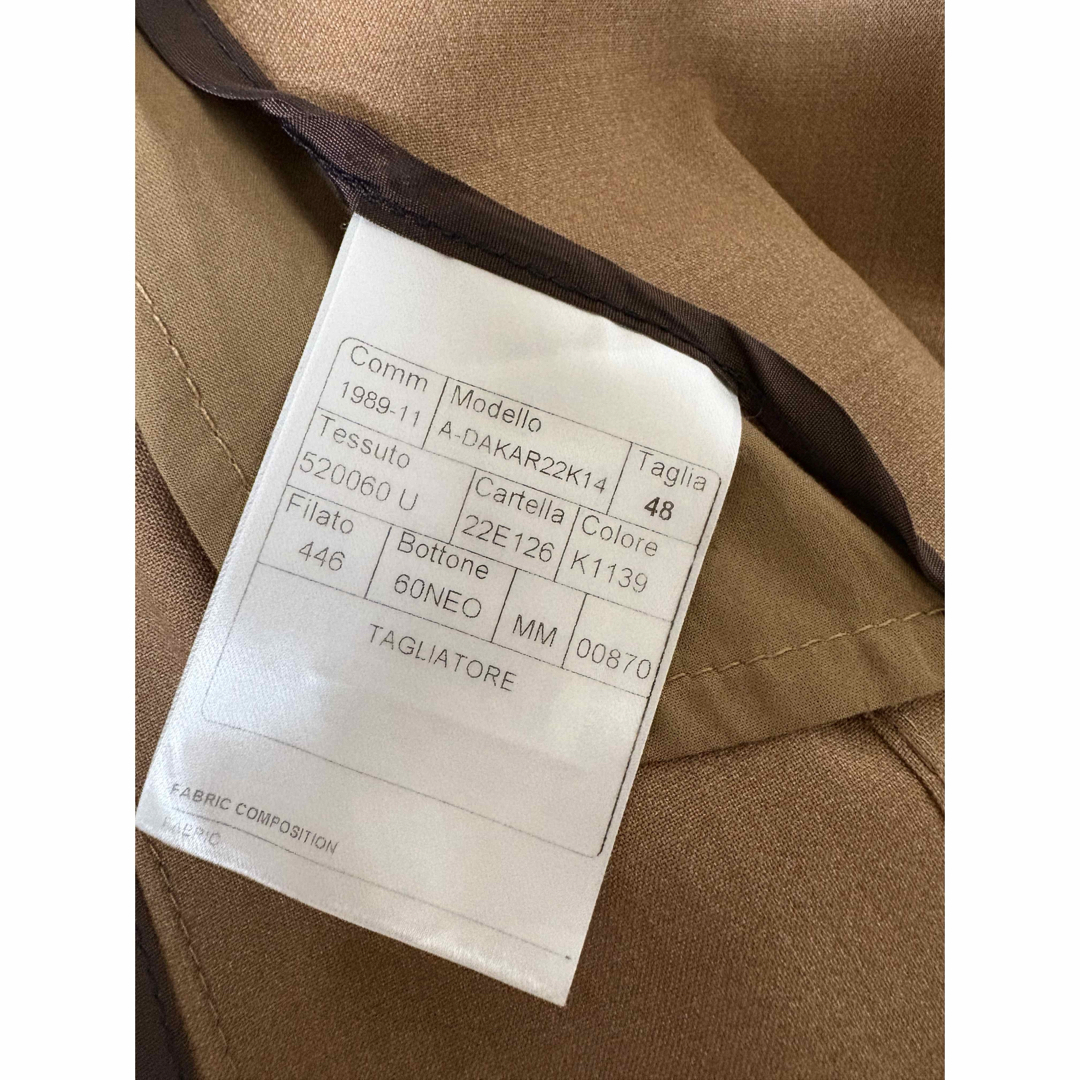 Comm Modello Taglia
1989-11 A-DAKAR22K14 48
Tessuto Cartella Colore
520060 U 22E126 K1139
Filato Bottone
446 60NEO MM 00870
TAGLIATORE
FABRIC COMPOSITION
FABRIC